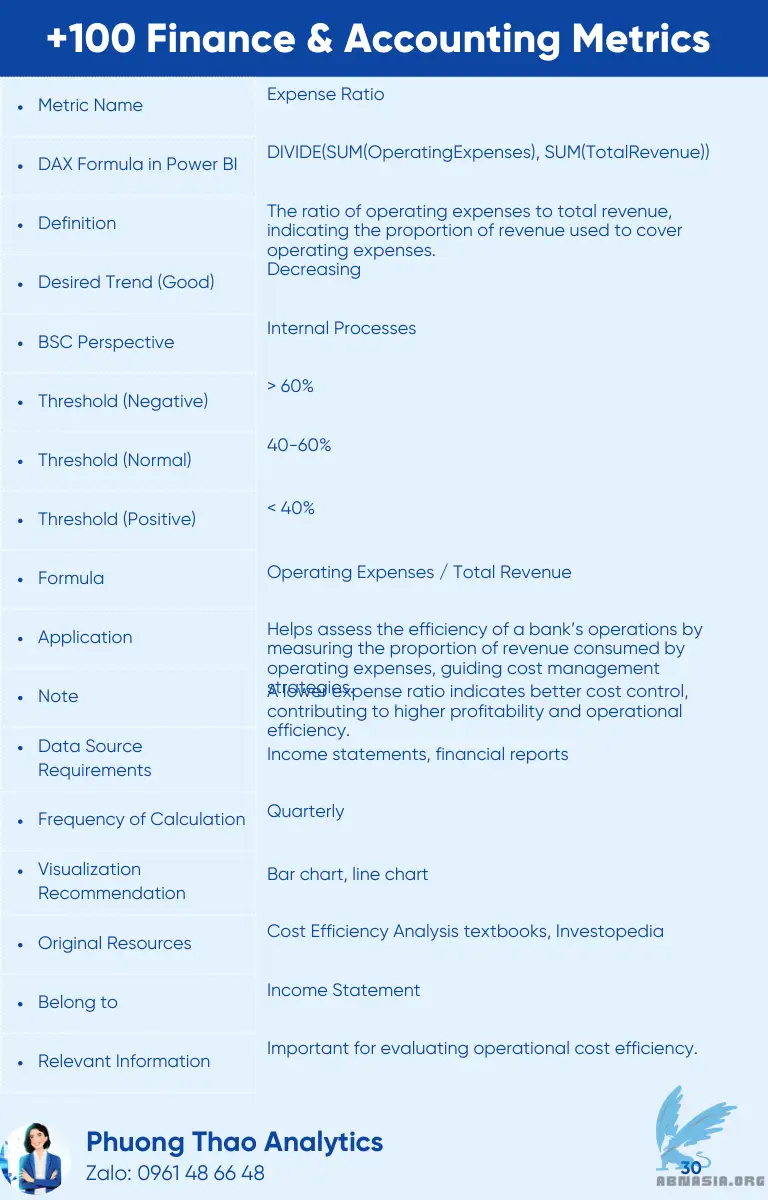 +100 Finance & Accounting Metrics
• Metric Name
Expense Ratio
• DAX Formula in Power BI
DIVIDE(SUM(OperatingExpenses), SUM(TotalRevenue))
• Definition
The ratio of operating expenses to total revenue,
indicating the proportion of revenue used to cover
operating expenses.
• Desired Trend (Good)
Decreasing
• BSC Perspective
Internal Processes
• Threshold (Negative)
> 60%
• Threshold (Normal)
40-60%
• Threshold (Positive)
< 40%
• Formula
Operating Expenses / Total Revenue
• Application
Helps assess the efficiency of a bank’s operations by
measuring the proportion of revenue consumed by
operating expenses, guiding cost management
strategies.
• Note
A lower expense ratio indicates better cost control,
contributing to higher profitability and operational
efficiency.
• Data Source
Requirements
Income statements, financial reports
• Frequency of Calculation
Quarterly
• Visualization
Recommendation
Bar chart, line chart
• Original Resources
Cost Efficiency Analysis textbooks, Investopedia
• Belong to
Income Statement
• Relevant Information
Important for evaluating operational cost efficiency.
Phuong Thao Analytics
Zalo: 0961 48 66 48
30
ABNASIA.ORG